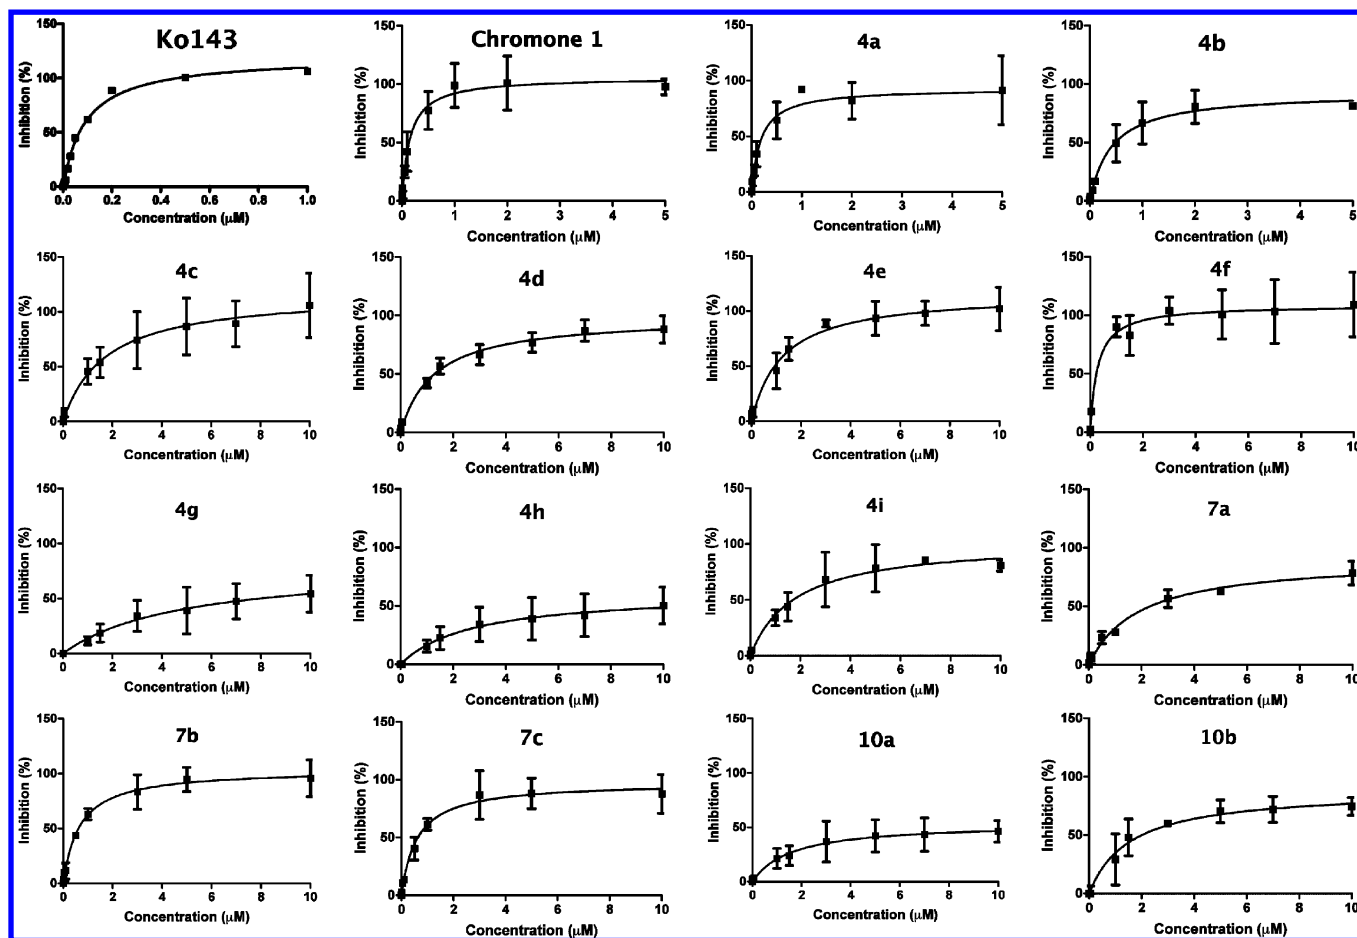 Ko143
Inhibition (%)
150
100
50
0
0.0 0.2 0.4 0.6 0.8 1.0
Concentration (μM)
Chromone 1
Inhibition (%)
150
100
50
0
0 1 2 3 4 5
Concentration (μM)
4a
Inhibition (%)
150
100
50
0
0 1 2 3 4 5
Concentration (μM)
4b
Inhibition (%)
150
100
50
0
0 1 2 3 4 5
Concentration (μM)
4c
Inhibition (%)
150
100
50
0
0 2 4 6 8 10
Concentration (μM)
4d
Inhibition (%)
150
100
50
0
0 2 4 6 8 10
Concentration (μM)
4e
Inhibition (%)
150
100
50
0
0 2 4 6 8 10
Concentration (μM)
4f
Inhibition (%)
150
100
50
0
0 2 4 6 8 10
Concentration (μM)
4g
Inhibition (%)
150
100
50
0
0 2 4 6 8 10
Concentration (μM)
4h
Inhibition (%)
150
100
50
0
0 2 4 6 8 10
Concentration (μM)
4i
Inhibition (%)
150
100
50
0
0 2 4 6 8 10
Concentration (μM)
7a
Inhibition (%)
150
100
50
0
0 2 4 6 8 10
Concentration (μM)
7b
Inhibition (%)
150
100
50
0
0 2 4 6 8 10
Concentration (μM)
7c
Inhibition (%)
150
100
50
0
0 2 4 6 8 10
Concentration (μM)
10a
Inhibition (%)
150
100
50
0
0 2 4 6 8 10
Concentration (μM)
10b
Inhibition (%)
150
100
50
0
0 2 4 6 8 10
Concentration (μM)